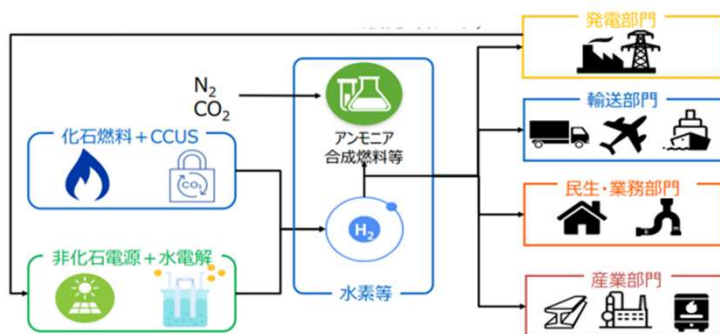 発電部門
N₂
CO₂
輸送部門
アンモニア
合成燃料等
化石燃料+CCUS
CO₂
民生・業務部門
H₂
非化石電源+水電解
水素等
産業部門